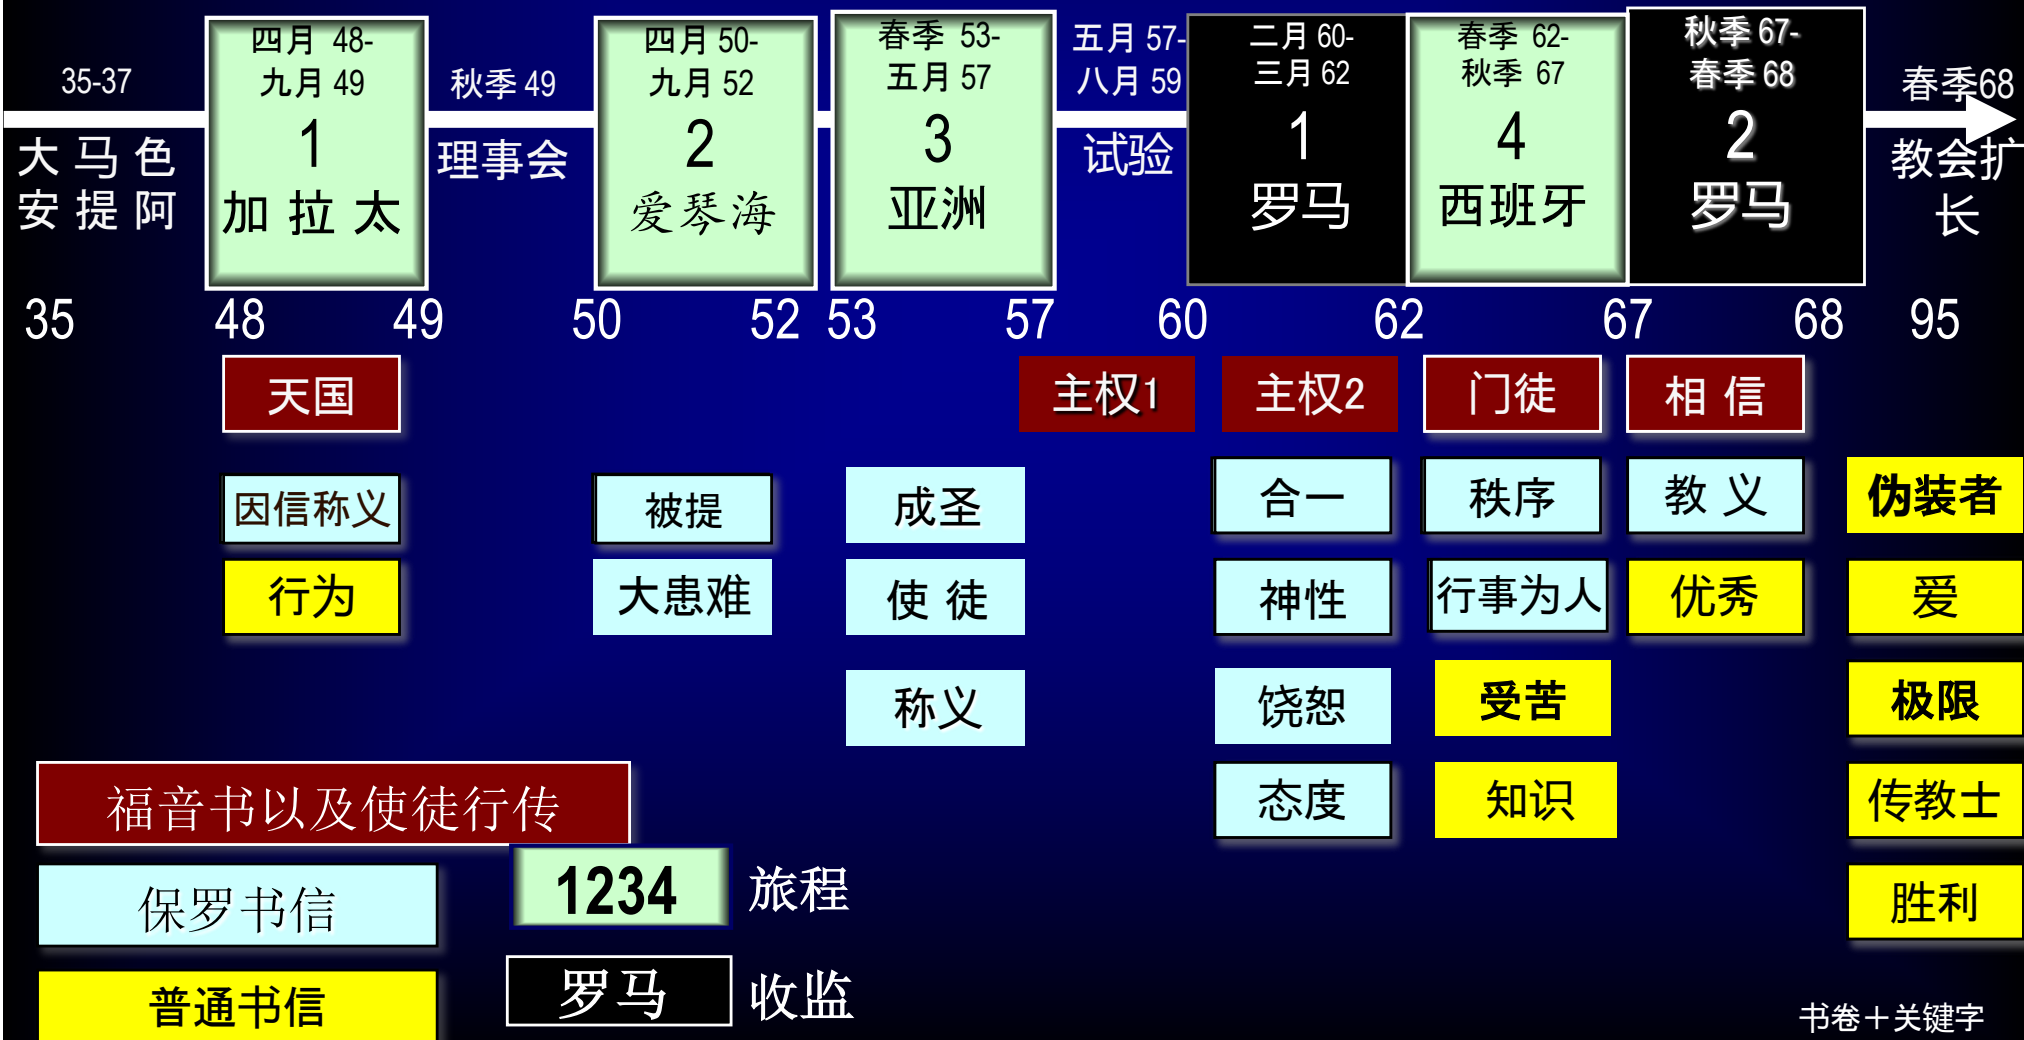 35-37
大 马 色
安 提 阿
四月 48-
九月 49
1
加 拉 太
秋季 49
理事会
四月 50-
九月 52
2
爱琴海
春季 53-
五月 57
3
亚洲
五月 57-
八月 59
试验
二月 60-
三月 62
1
罗马
春季 62-
秋季 67
4
西班牙
秋季 67-
春季 68
2
罗马
春季68
教会扩
长
35 48 49 50 52 53 57 60 62 67 68 95
天国 主权1 主权2 门徒 相 信
因信称义 被提 成圣 合一 秩序 教 义 伪装者
行为 大患难 使 徒 神性 行事为人 优秀 爱
称义 饶恕 受苦 极限
态度 知识 传教士
福音书以及使徒行传
保罗书信 1234 旅程 胜利
普通书信 罗马 收监
书卷＋关键字